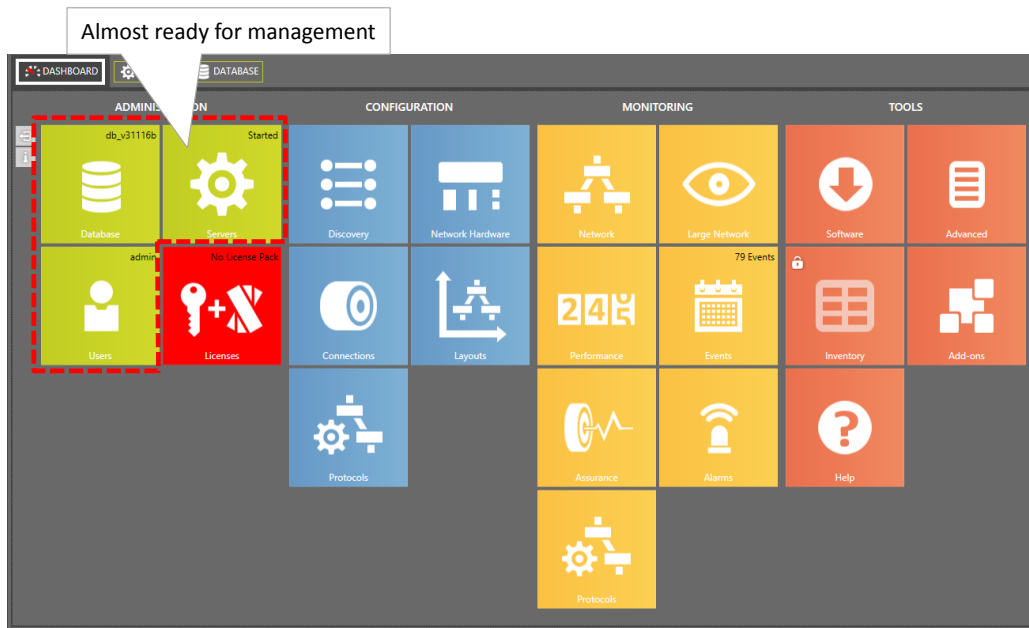 Almost ready for management
DASHBOARD
DATABASE
CONFIGURATION
MONITORING
TOOLS
db_v31116b
Started
Database
Servers
Discovery
Network Hardware
Network
Large Network
Software
Advanced
admin
No License Pack
79 Events
Users
Licenses
Connections
Layouts
Performance
Events
Inventory
Add-ons
Protocols
Assurance
Alarms
Help
Protocols